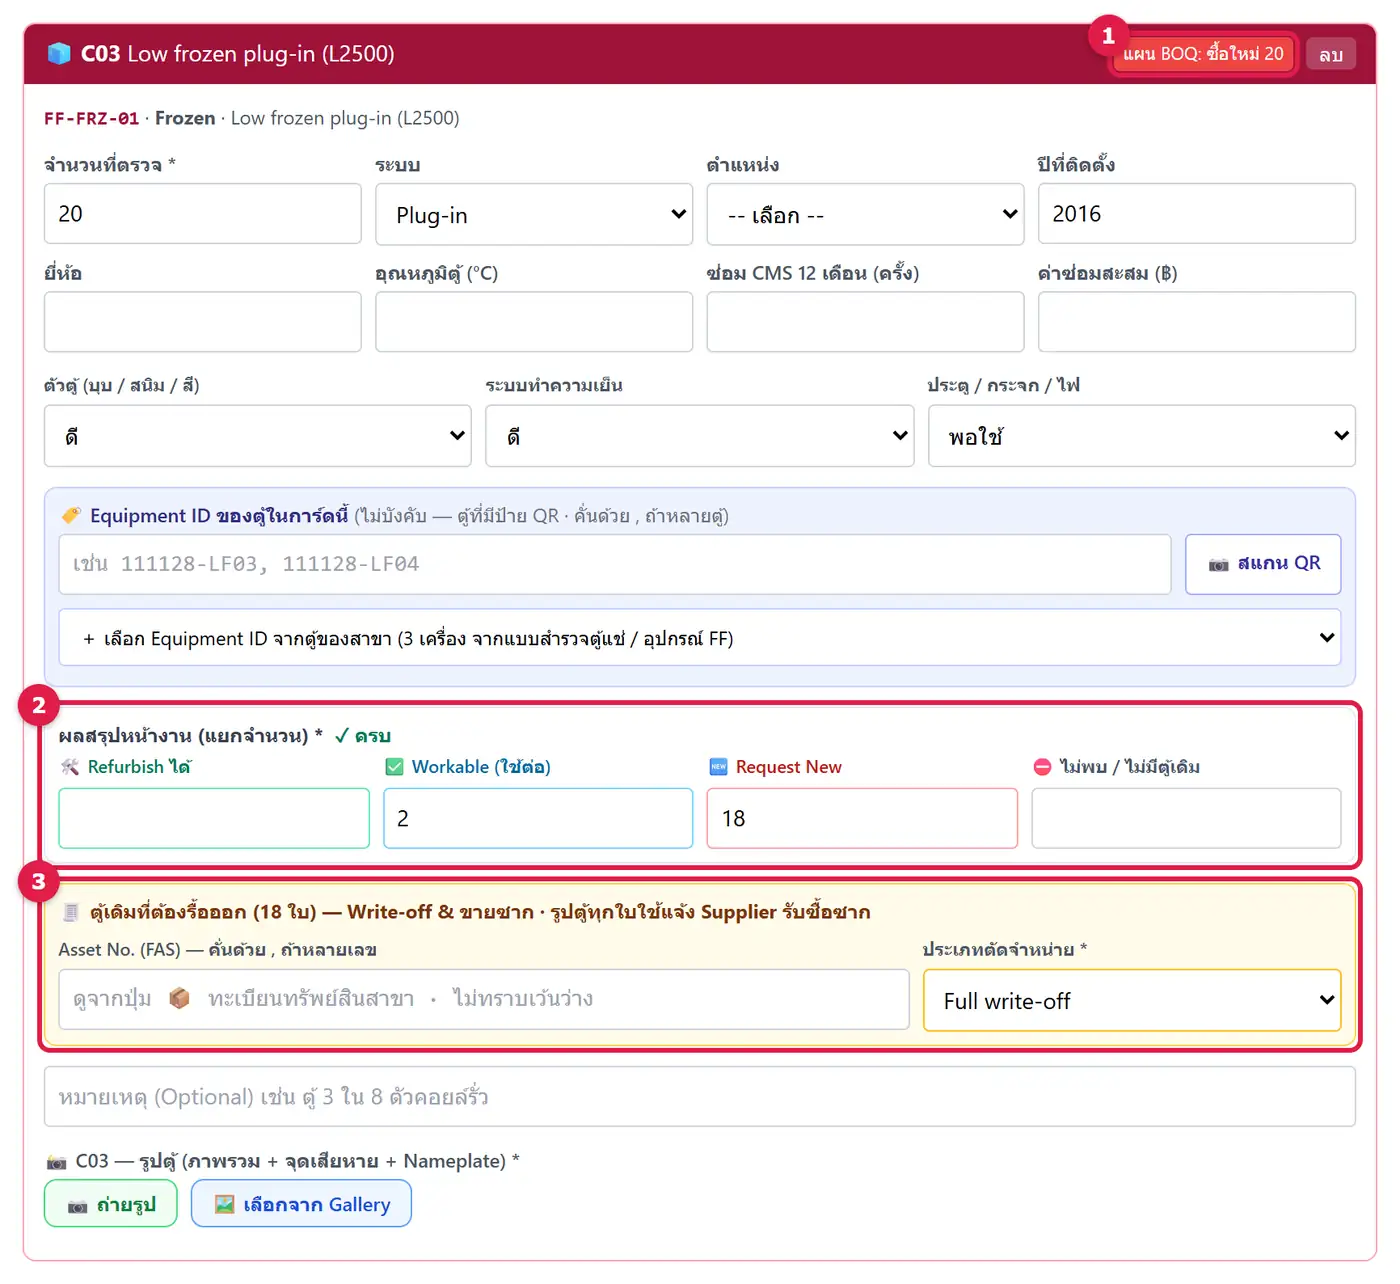 C03 Low frozen plug-in (L2500)
1
แผน BOQ: ซื้อใหม่ 20
ลบ
FF-FRZ-01 · Frozen · Low frozen plug-in (L2500)
จำนวนที่ตรวจ *
ระบบ
ตำแหน่ง
ปีที่ติดตั้ง
20
Plug-in
-- เลือก --
2016
ยี่ห้อ
อุณหภูมิตู้ (°C)
ซ่อม CMS 12 เดือน (ครั้ง)
ค่าซ่อมสะสม (฿)
ตัวตู้ (บุบ / สนิม / สี)
ระบบทำความเย็น
ประตู / กระจก / ไฟ
ดี
ดี
พอใช้
Equipment ID ของตู้ในการ์ดนี้ (ไม่บังคับ — ตู้ที่มีป้าย QR · คั่นด้วย , ถ้าหลายตู้)
เช่น 111128-LF03, 111128-LF04
สแกน QR
+ เลือก Equipment ID จากตู้ของสาขา (3 เครื่อง จากแบบสำรวจตู้แช่ / อุปกรณ์ FF)
2
ผลสรุปหน้างาน (แยกจำนวน) * ✓ ครบ
Refurbish ได้
Workable (ใช้ต่อ)
NEW Request New
ไม่พบ / ไม่มีตู้เดิม
2
18
3
ตู้เดิมที่ต้องรื้อออก (18 ใบ) — Write-off & ขายซาก · รูปตู้ทุกใบใช้แจ้ง Supplier รับซื้อซาก
Asset No. (FAS) — คั่นด้วย , ถ้าหลายเลข
ประเภทตัดจำหน่าย *
ดูจากปุ่ม 📦 ทะเบียนทรัพย์สินสาขา · ไม่ทราบเว้นว่าง
Full write-off
หมายเหตุ (Optional) เช่น ตู้ 3 ใน 8 ตัวคอยล์รั่ว
C03 — รูปตู้ (ภาพรวม + จุดเสียหาย + Nameplate) *
ถ่ายรูป
เลือกจาก Gallery